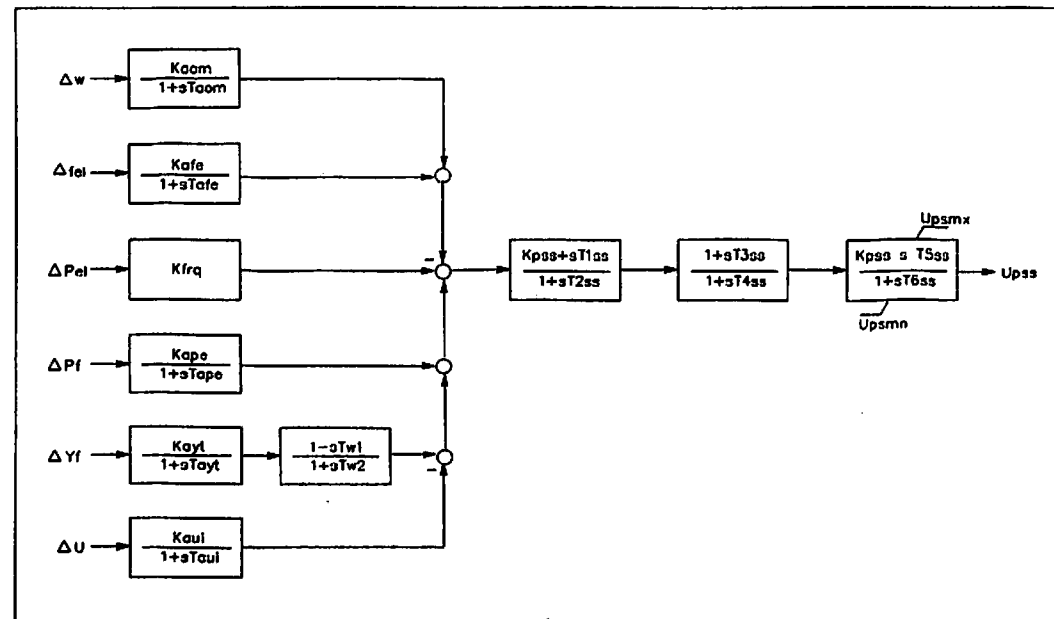 Δw
Kaom
1+sTaom
Δfel
Kafe
1+sTafe
ΔPel
Kfrq
-
ΔPf
Kape
1+sTape
ΔYf
Kayt
1+sTayt
1-sTw1
1+sTw2
-
ΔU
Kaui
1+sTaui
Kpss+sT1ss
1+sT2ss
1+sT3ss
1+sT4ss
Upsmx
Kpss s T5ss
1+sT6ss
Upsmn
Upss